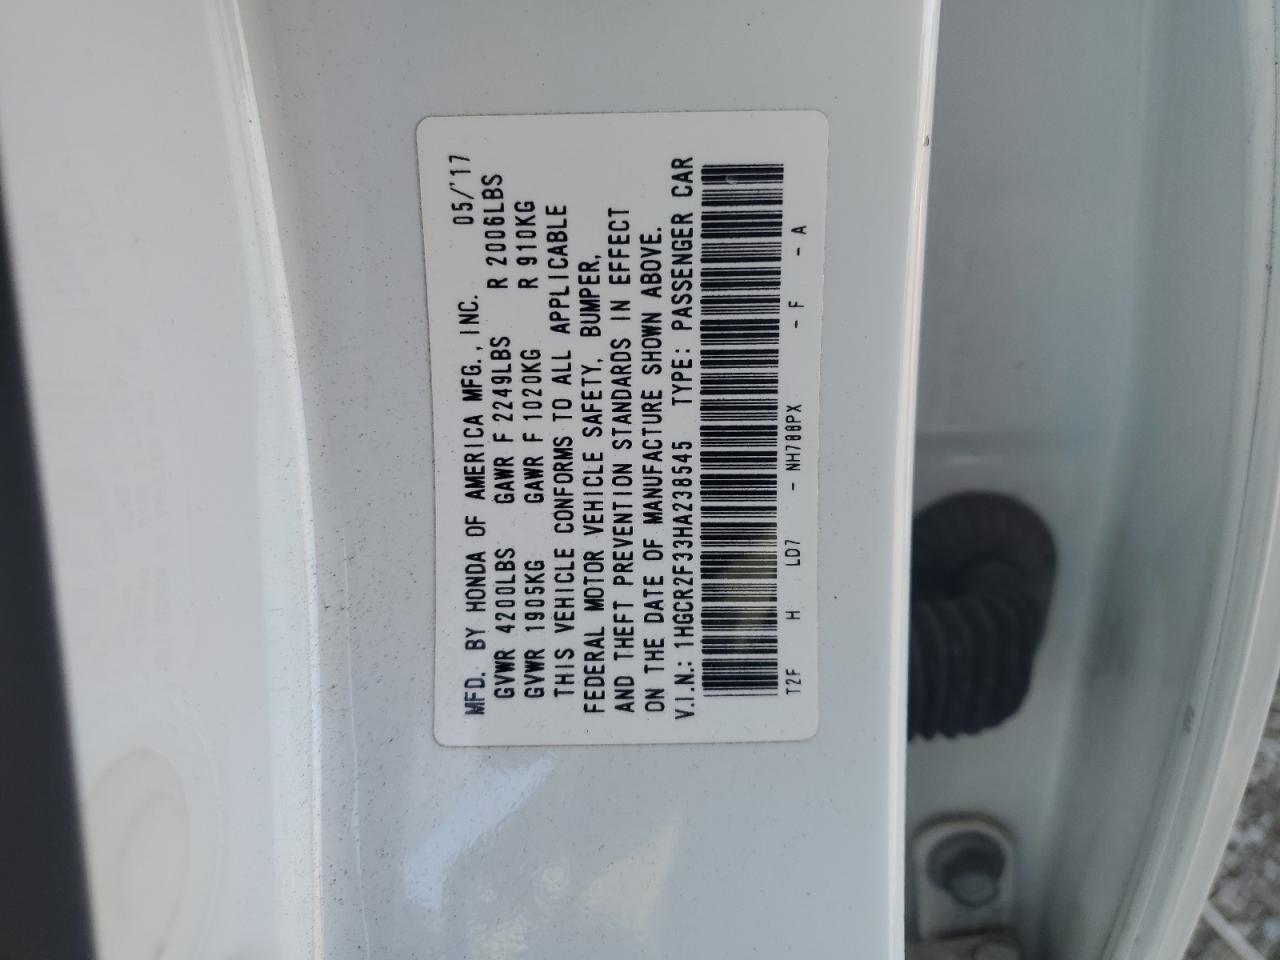 MFD. BY HONDA OF AMERICA MFG., INC. 05/'17
GVWR 4200LBS GAWR F 2249LBS R 2006LBS
GVWR 1905KG GAWR F 1020KG R 910KG
THIS VEHICLE CONFORMS TO ALL APPLICABLE
FEDERAL MOTOR VEHICLE SAFETY, BUMPER,
AND THEFT PREVENTION STANDARDS IN EFFECT
ON THE DATE OF MANUFACTURE SHOWN ABOVE.
V.I.N.: 1HGCR2F33HA238545 TYPE: PASSENGER CAR
T2F H LD7 - NH788PX - F - A